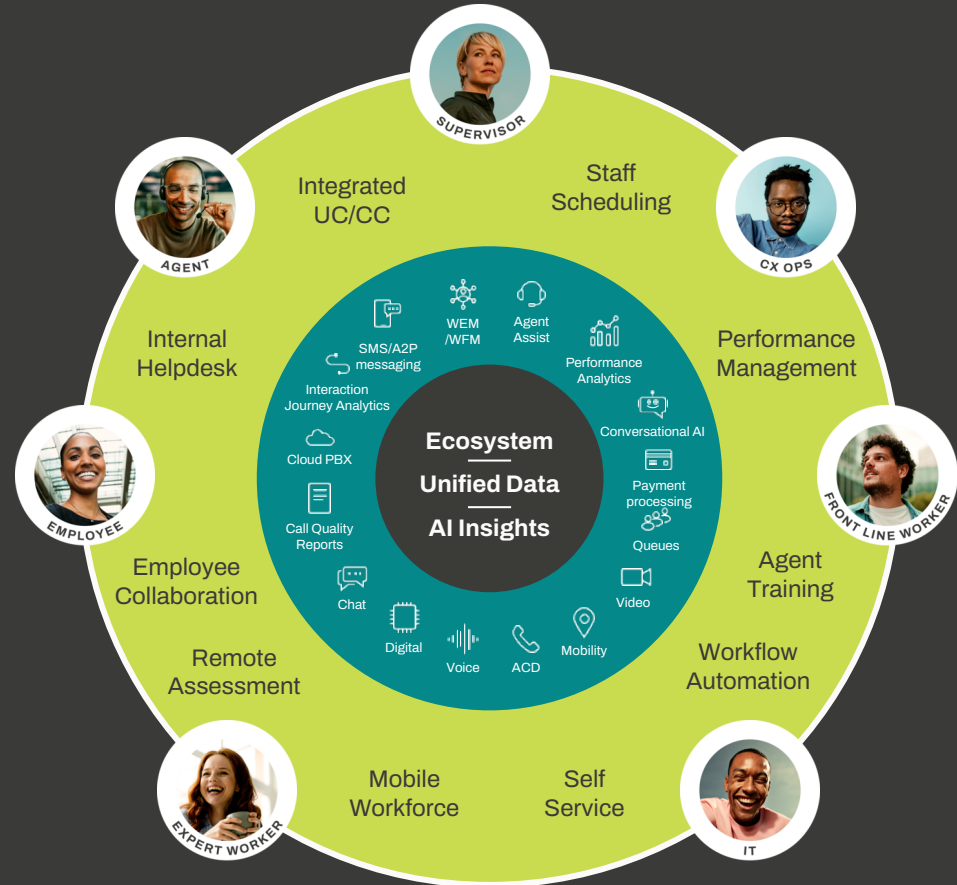 SUPERVISOR
Integrated
UC/CC
Staff
Scheduling
AGENT
CX OPS
Internal
Helpdesk
Performance
Management
EMPLOYEE
FRONT LINE WORKER
Employee
Collaboration
Agent
Training
Remote
Assessment
Workflow
Automation
EXPERT WORKER
Mobile
Workforce
Self
Service
IT
WEM
/WFM
Agent
Assist
SMS/A2P
messaging
Performance
Analytics
Interaction
Journey Analytics
Conversational AI
Cloud PBX
Payment
processing
Call Quality
Reports
Queues
Chat
Video
Digital
Voice
ACD
Mobility
Ecosystem
Unified Data
AI Insights